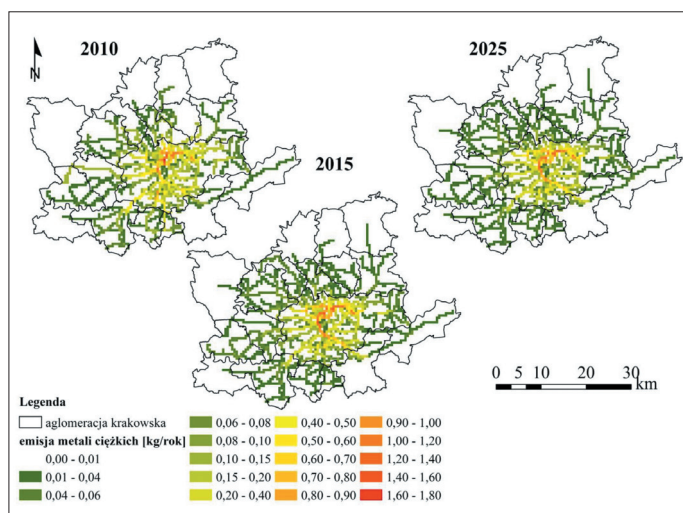 2010
2025
N
2015
0 5 10 20 30
km
Legenda
aglomeracja krakowska
emisja metali ciężkich [kg/rok]
0,00 - 0,01
0,01 - 0,04
0,04 - 0,06
0,06 - 0,08
0,08 - 0,10
0,10 - 0,15
0,15 - 0,20
0,20 - 0,40
0,40 - 0,50
0,50 - 0,60
0,60 - 0,70
0,70 - 0,80
0,80 - 0,90
0,90 - 1,00
1,00 - 1,20
1,20 - 1,40
1,40 - 1,60
1,60 - 1,80